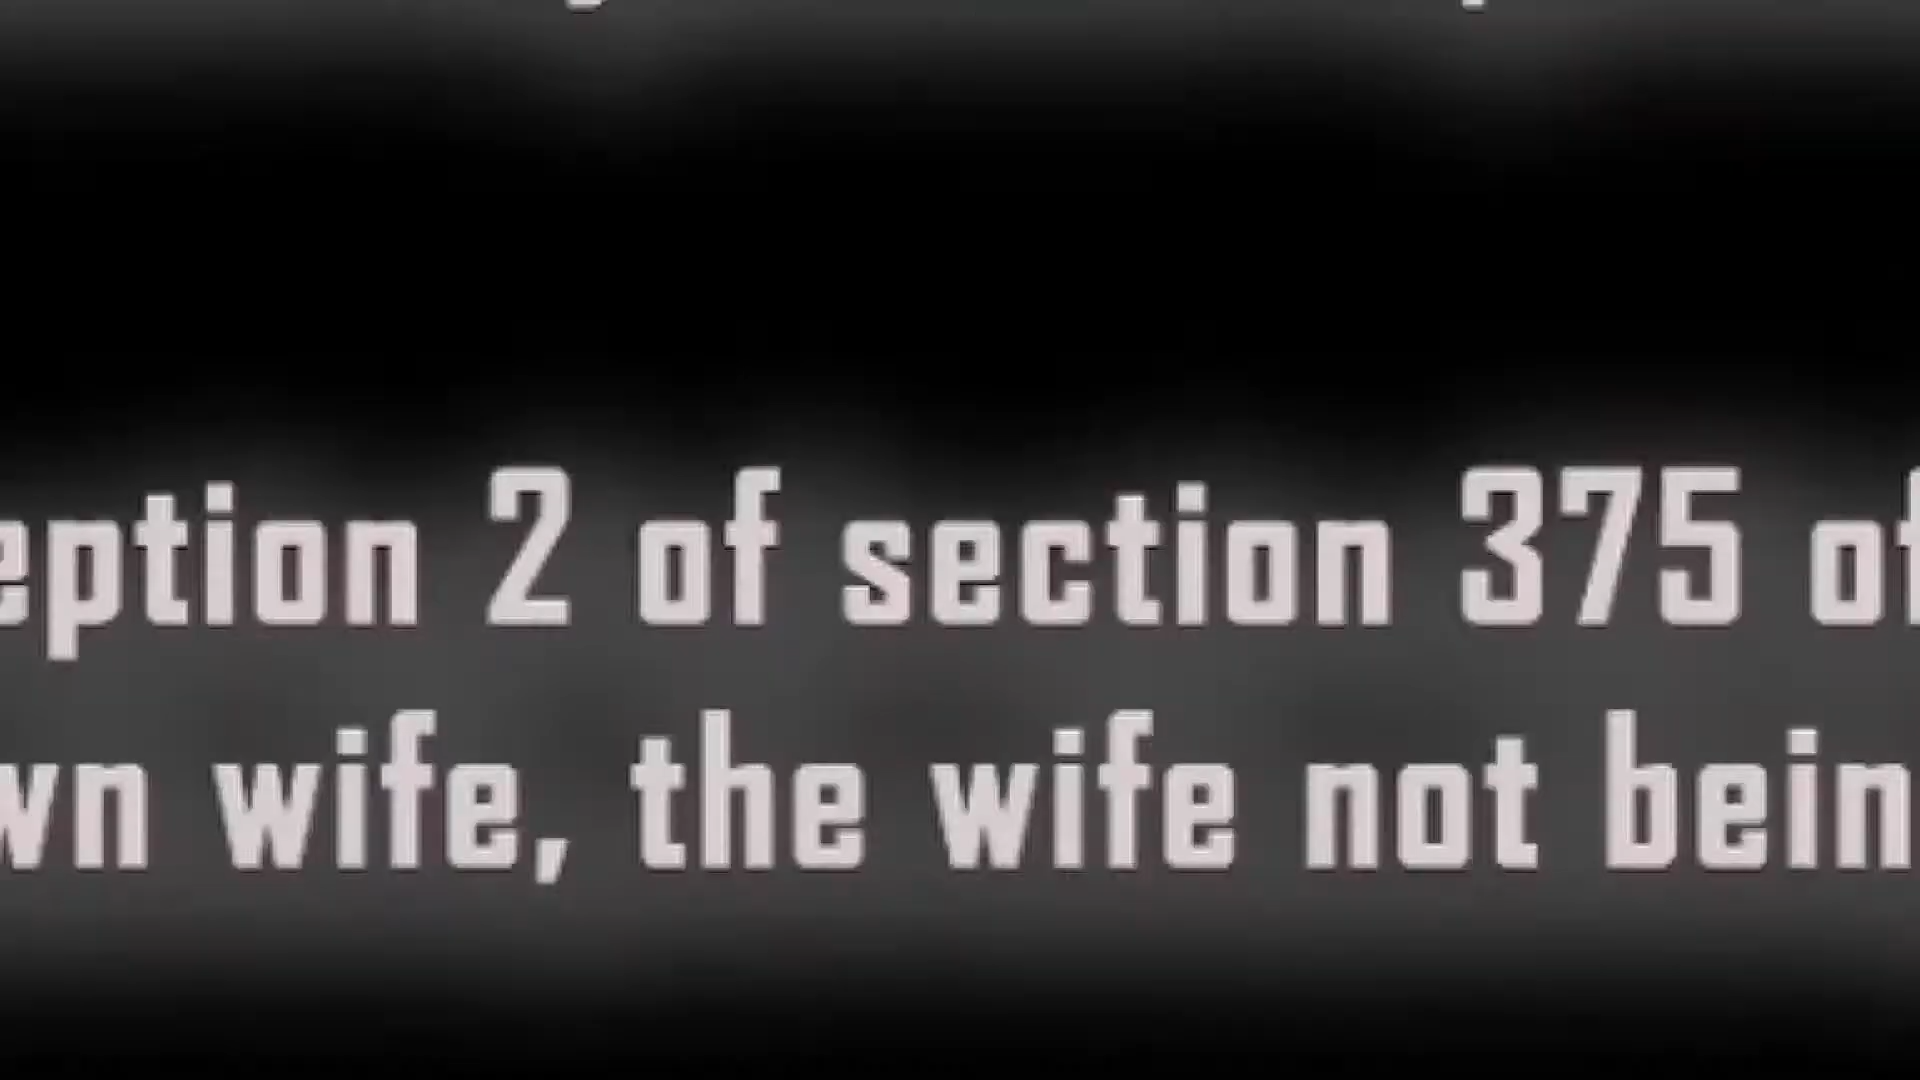 eption 2 of section 375 of
wn wife, the wife not bein